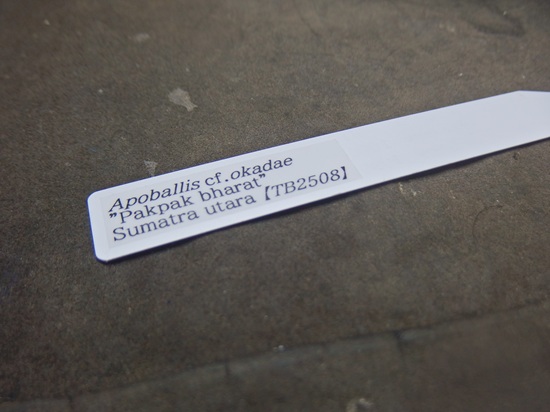 Apoballis cf.okadae
"Pakpak bharat"
Sumatra utara【TB2508】